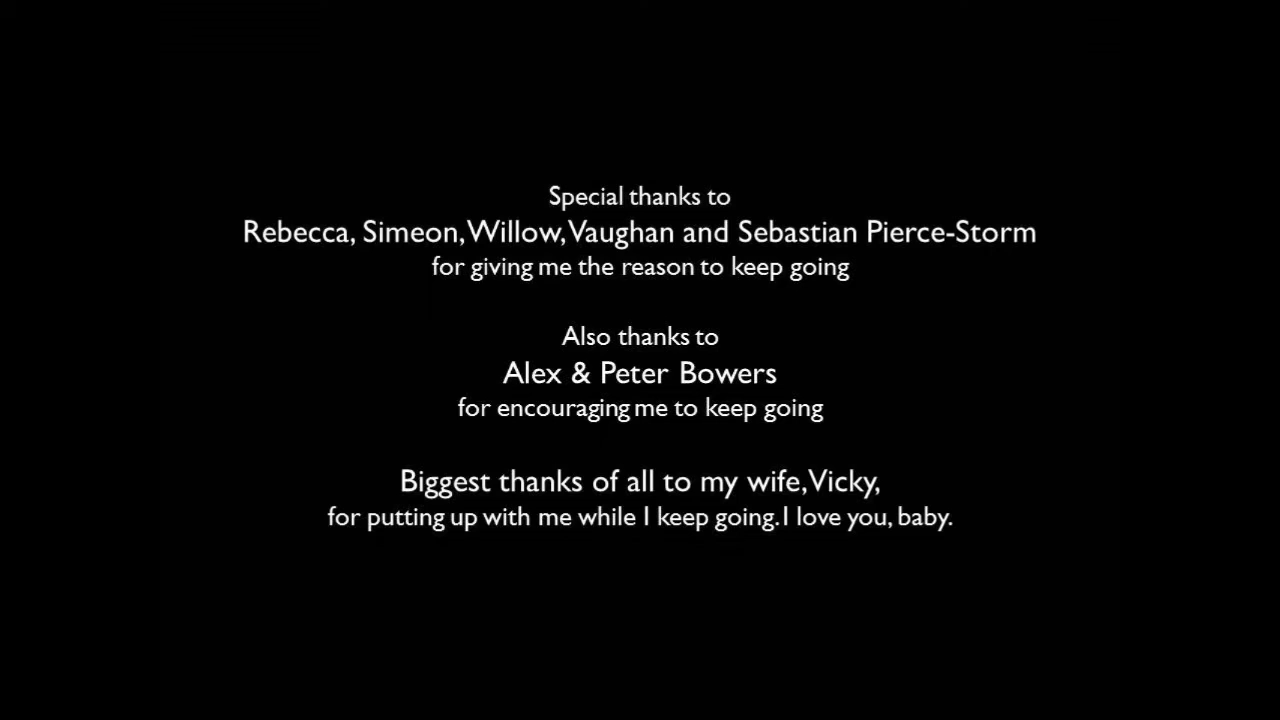 Special thanks to
Rebecca, Simeon, Willow, Vaughan and Sebastian Pierce-Storm
for giving me the reason to keep going
Also thanks to
Alex & Peter Bowers
for encouraging me to keep going
Biggest thanks of all to my wife, Vicky,
for putting up with me while I keep going. I love you, baby.